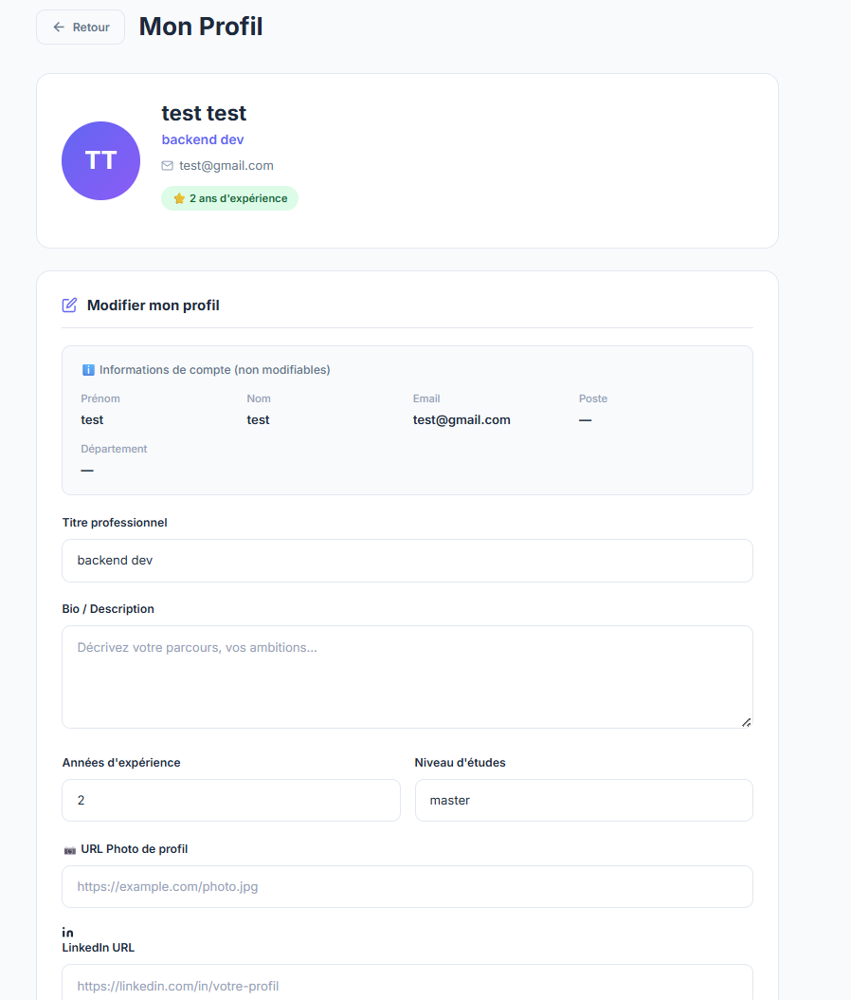 Retour
Mon Profil
TT
test test
backend dev
test@gmail.com
2 ans d'expérience
Modifier mon profil
Informations de compte (non modifiables)
Prénom Nom Email Poste
test test test@gmail.com —
Département
—
Titre professionnel
backend dev
Bio / Description
Décrivez votre parcours, vos ambitions...
Années d'expérience Niveau d'études
2 master
URL Photo de profil
https://example.com/photo.jpg
in
LinkedIn URL
https://linkedin.com/in/votre-profil